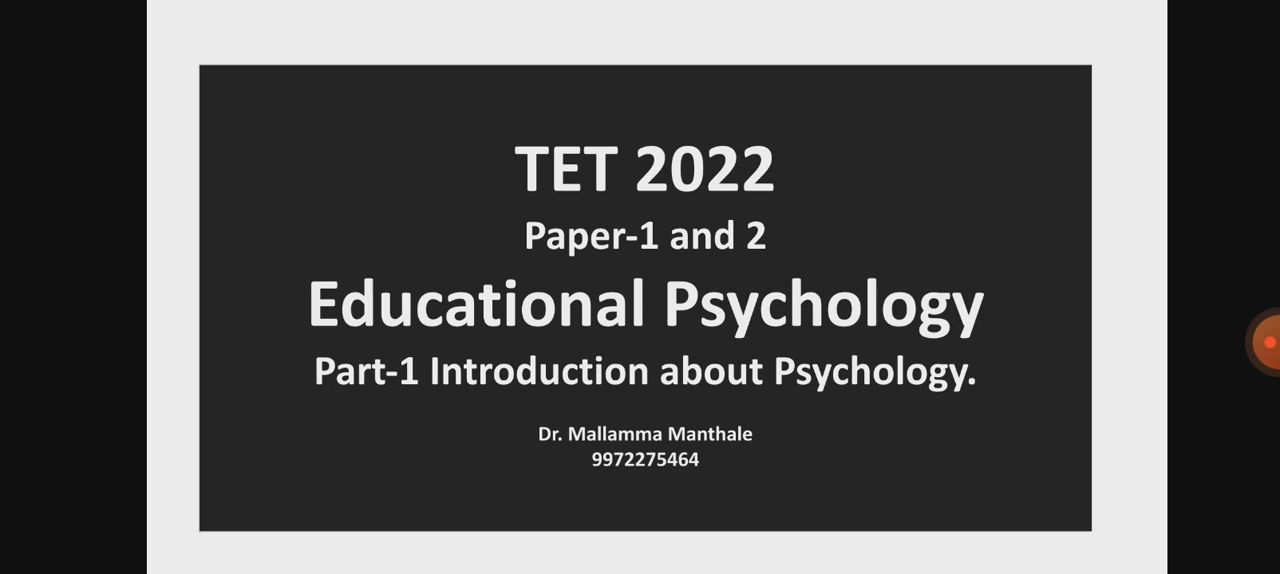 TET 2022
Paper-1 and 2
Educational Psychology
Part-1 Introduction about Psychology.
Dr. Mallamma Manthale
9972275464